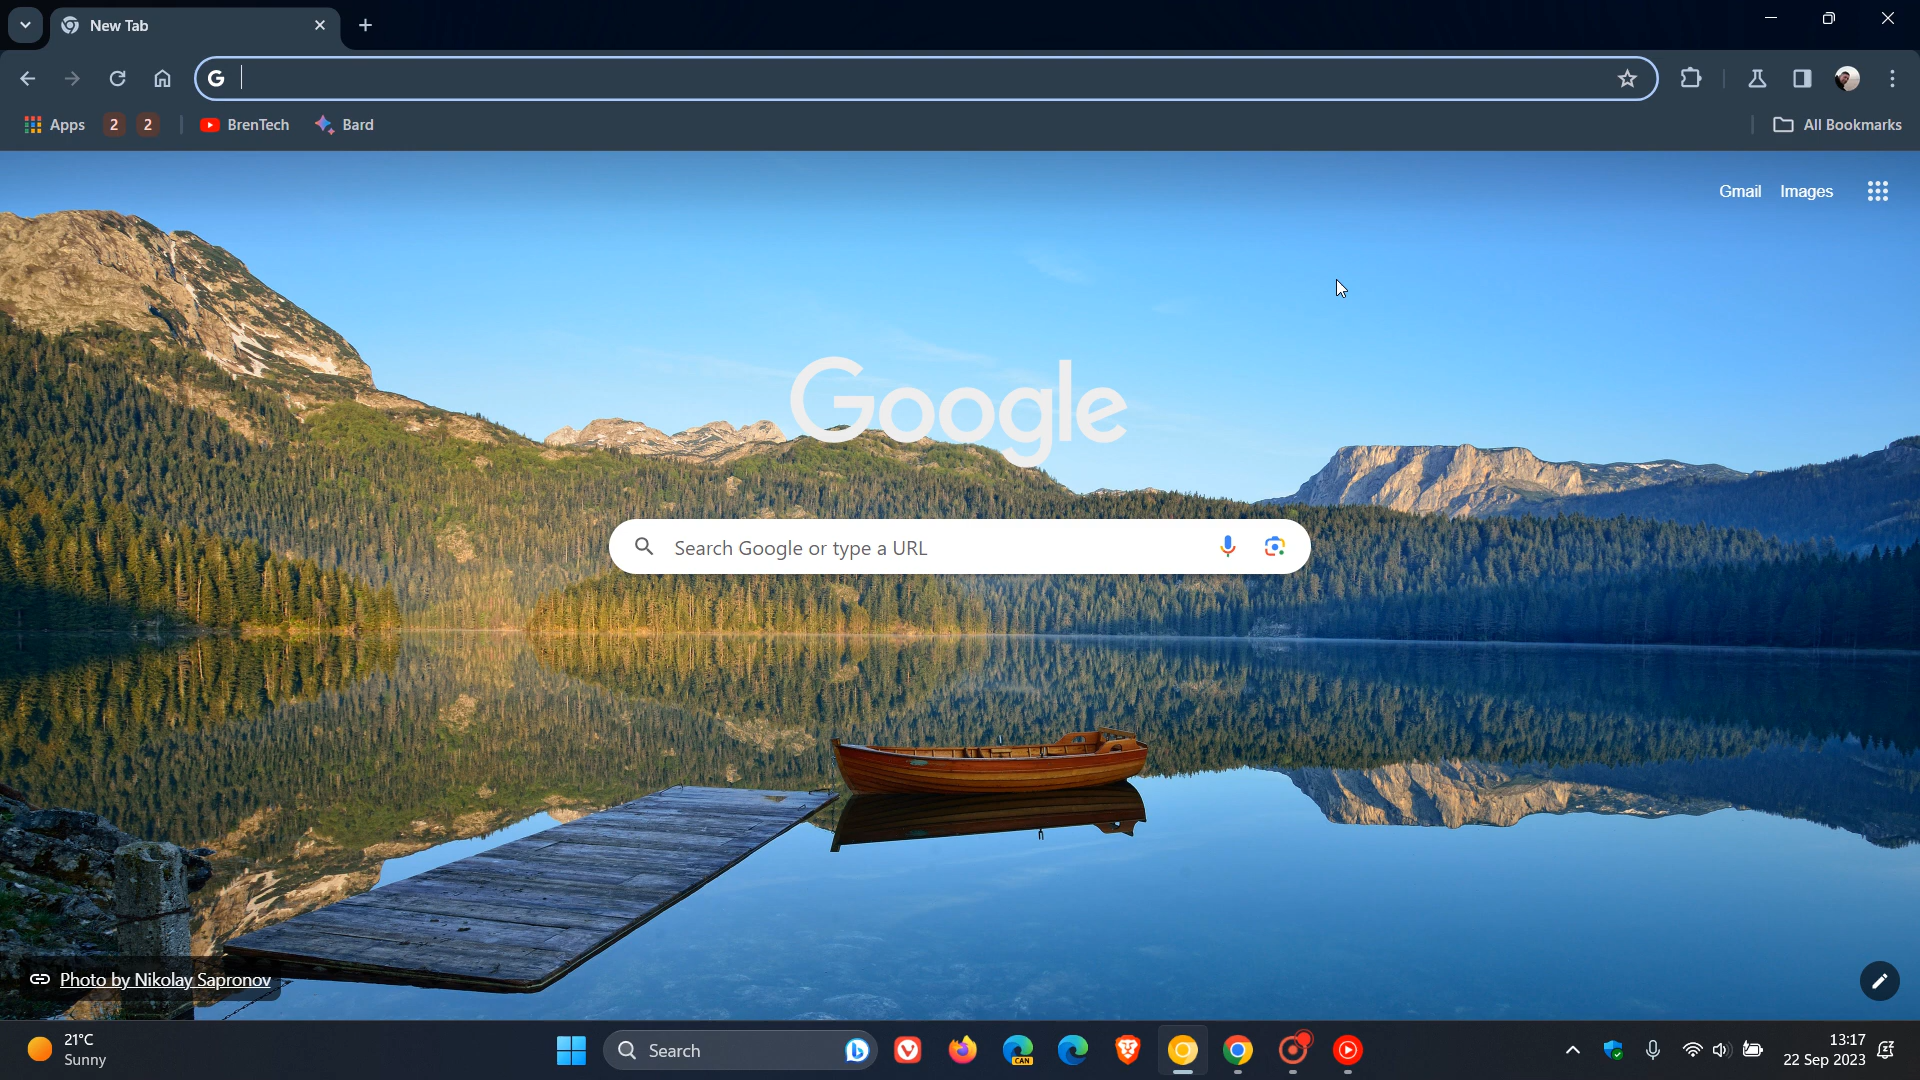 New Tab
Apps 2 2 BrenTech Bard All Bookmarks
Gmail Images
Google
Search Google or type a URL
Photo by Nikolay Sapronov
21°C
Sunny
Search
CAN
13:17
22 Sep 2023